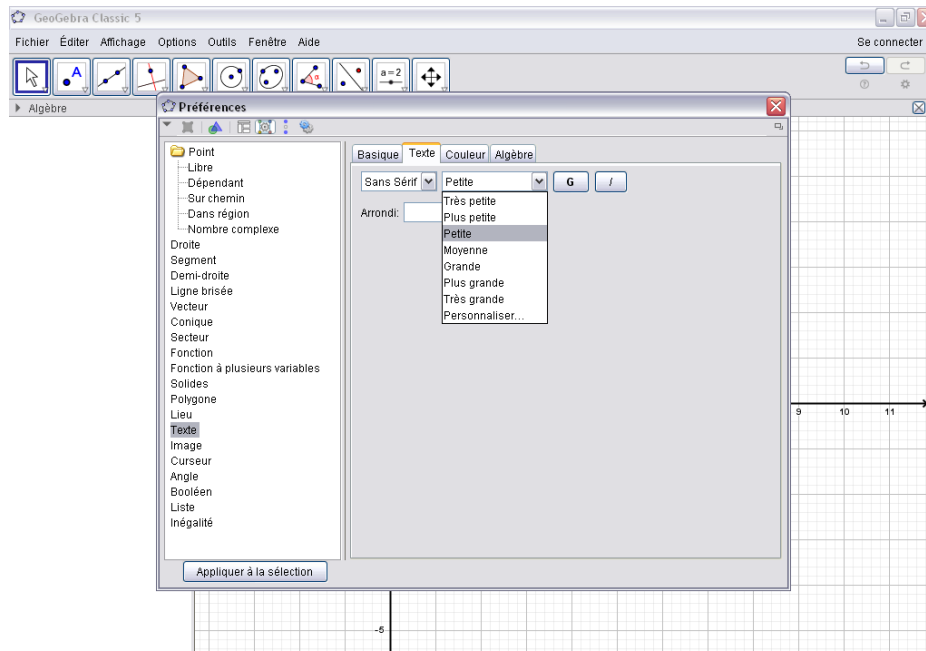 GeoGebra Classic 5
Fichier Éditer Affichage Options Outils Fenêtre Aide
Se connecter
A
α
a=2
Algèbre
Préférences
Point
Libre
Dépendant
Sur chemin
Dans région
Nombre complexe
Droite
Segment
Demi-droite
Ligne brisée
Vecteur
Conique
Secteur
Fonction
Fonction à plusieurs variables
Solides
Polygone
Lieu
Texte
Image
Curseur
Angle
Booléen
Liste
Inégalité
Appliquer à la sélection
Basique Texte Couleur Algèbre
Sans Sérif Petite G I
Arrondi:
Très petite
Plus petite
Petite
Moyenne
Grande
Plus grande
Très grande
Personnaliser...
9 10 11
-5